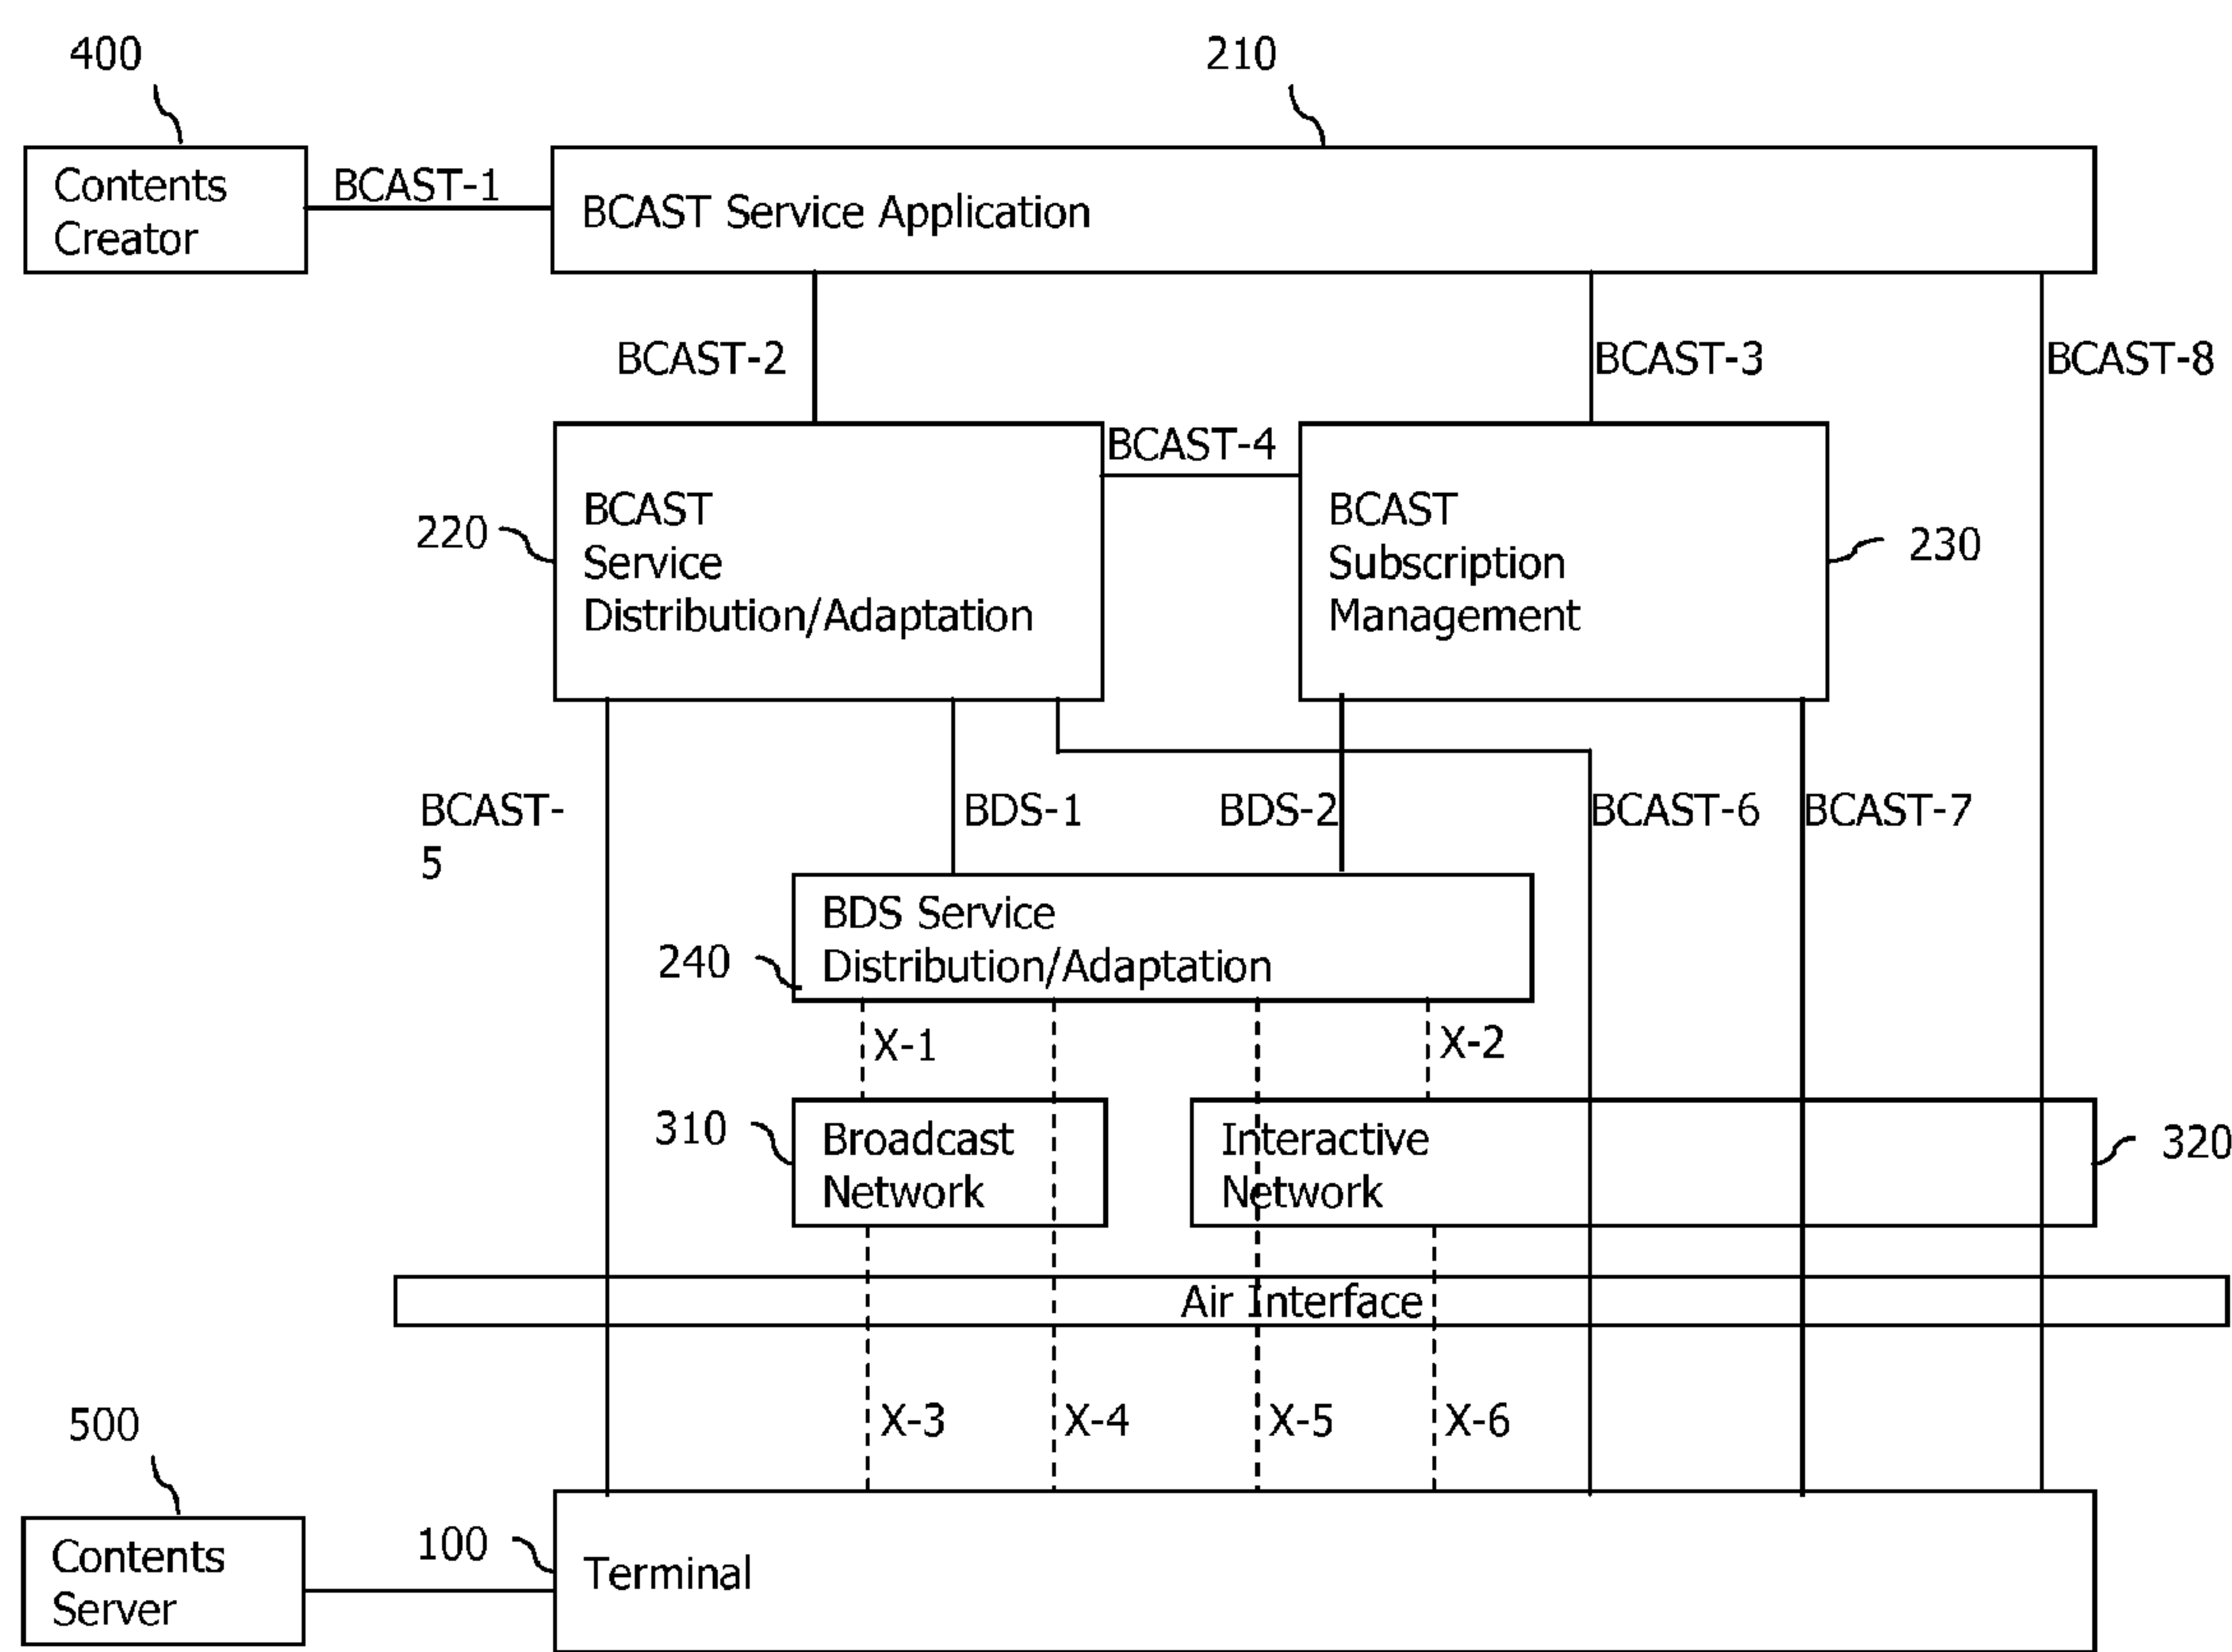 400
210
Contents
Creator
BCAST-1
BCAST Service Application
BCAST-2
BCAST-3
BCAST-8
BCAST-4
220
BCAST
Service
Distribution/Adaptation
BCAST
Subscription
Management
230
BCAST-
5
BDS-1
BDS-2
BCAST-6
BCAST-7
240
BDS Service
Distribution/Adaptation
X-1
X-2
310
Broadcast
Network
Interactive
Network
320
Air Interface
X-3
X-4
X-5
X-6
500
Contents
Server
100
Terminal